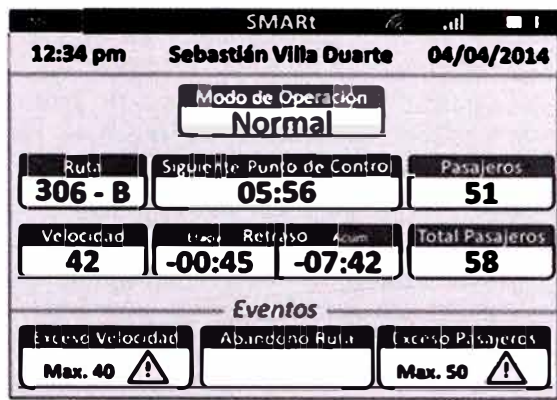 SMARt
12:34 pm Sebastián Villa Duarte 04/04/2014
Modo de Operación
Normal
Ruta Siguiente Punto de Control Pasajeros
306 - B 05:56 51
Velocidad Retraso Acum Total Pasajeros
42 -00:45 -07:42 58
Eventos
Exceso Velocidad Abandono Ruta Exceso Pasajeros
Max. 40 Max. 50